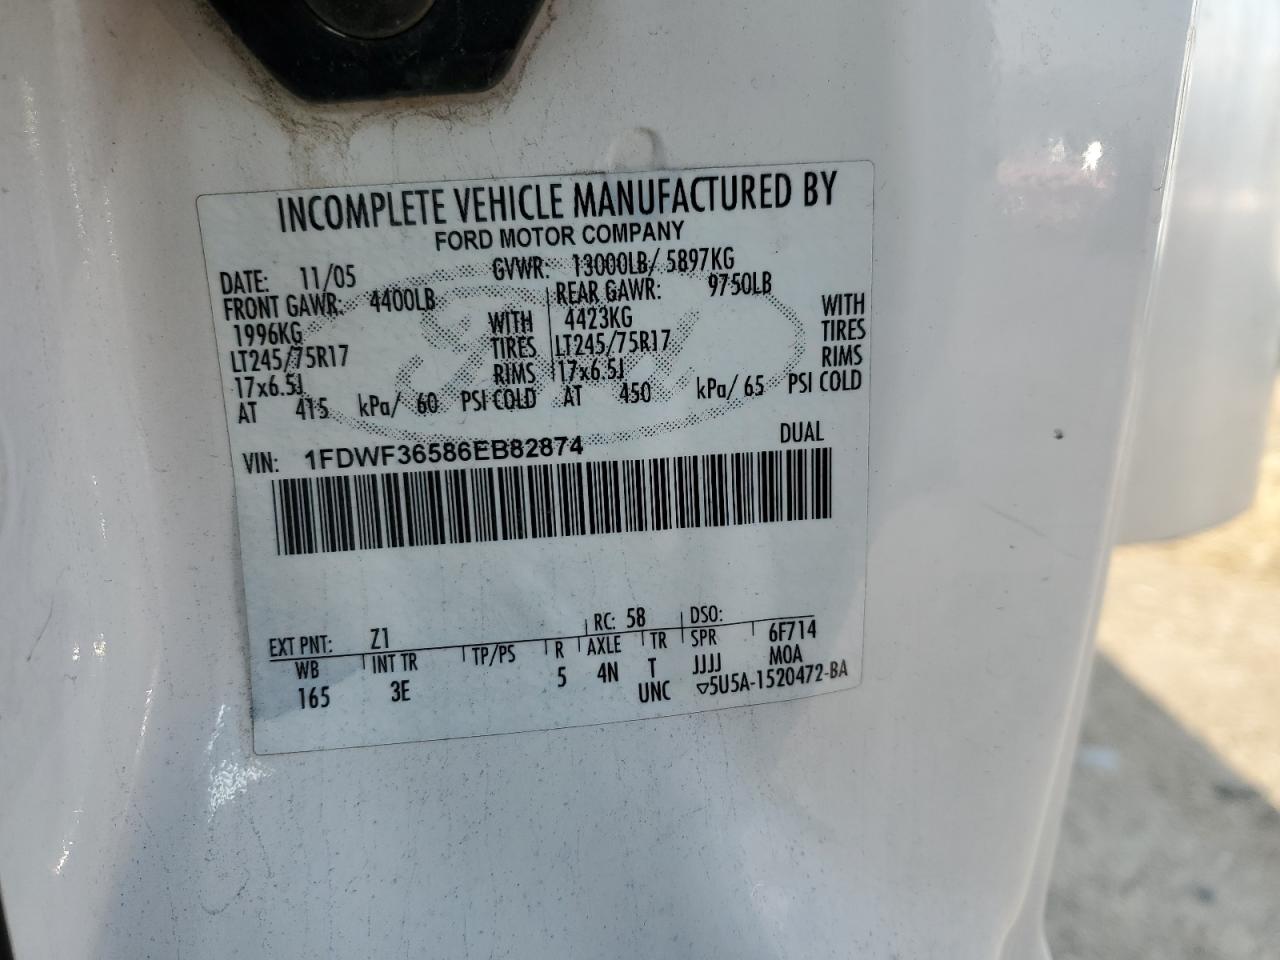 INCOMPLETE VEHICLE MANUFACTURED BY
FORD MOTOR COMPANY
DATE: 11/05 GVWR: 13000LB/ 5897KG
FRONT GAWR: 4400LB REAR GAWR: 9750LB
1996KG WITH 4423KG WITH
LT245/75R17 TIRES LT245/75R17 TIRES
17x6.5J RIMS 17x6.5J RIMS
AT 415 kPa/ 60 PSI COLD AT 450 kPa/ 65 PSI COLD
VIN: 1FDWF36586EB82874 DUAL
EXT PNT: Z1 RC: 58 DSO:
WB INT TR TP/PS R AXLE TR SPR 6F714
165 3E 5 4N T JJJJ MOA
UNC ▽5U5A-1520472-BA